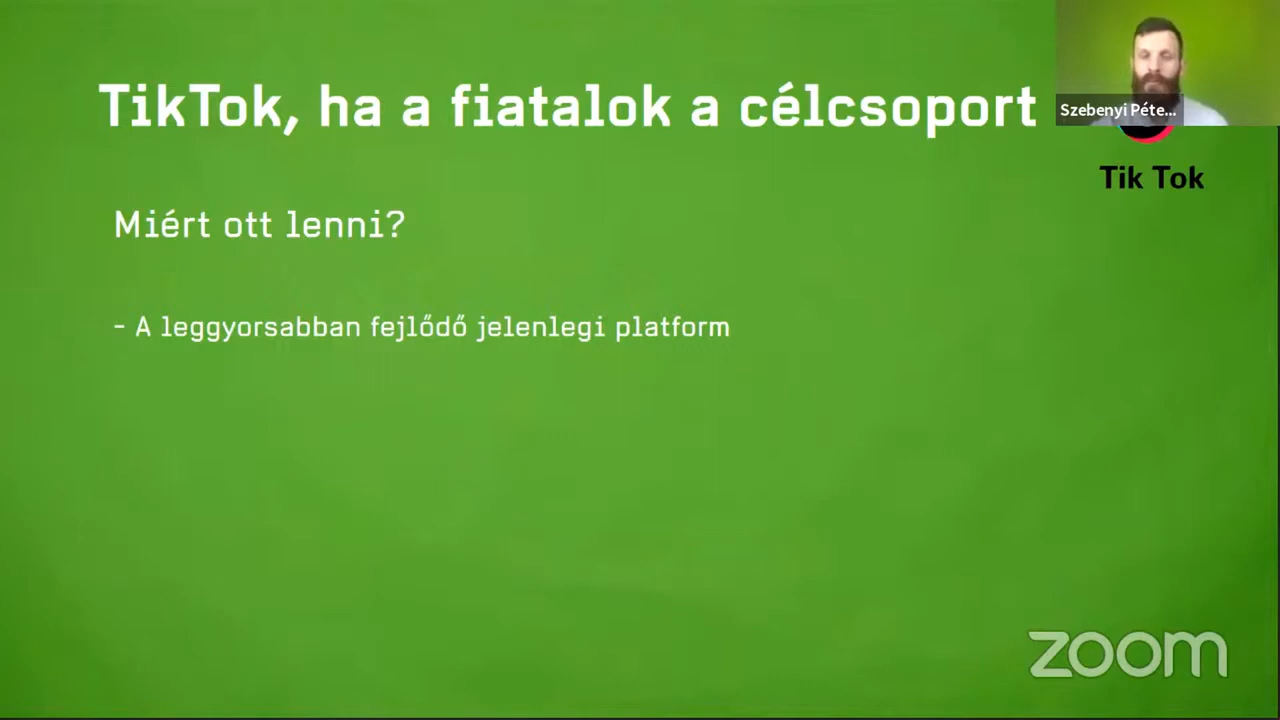 TikTok, ha a fiatalok a célcsoport
Szebenyi Péte...
Tik Tok
Miért ott lenni?
- A leggyorsabban fejlődő jelenlegi platform
zoom